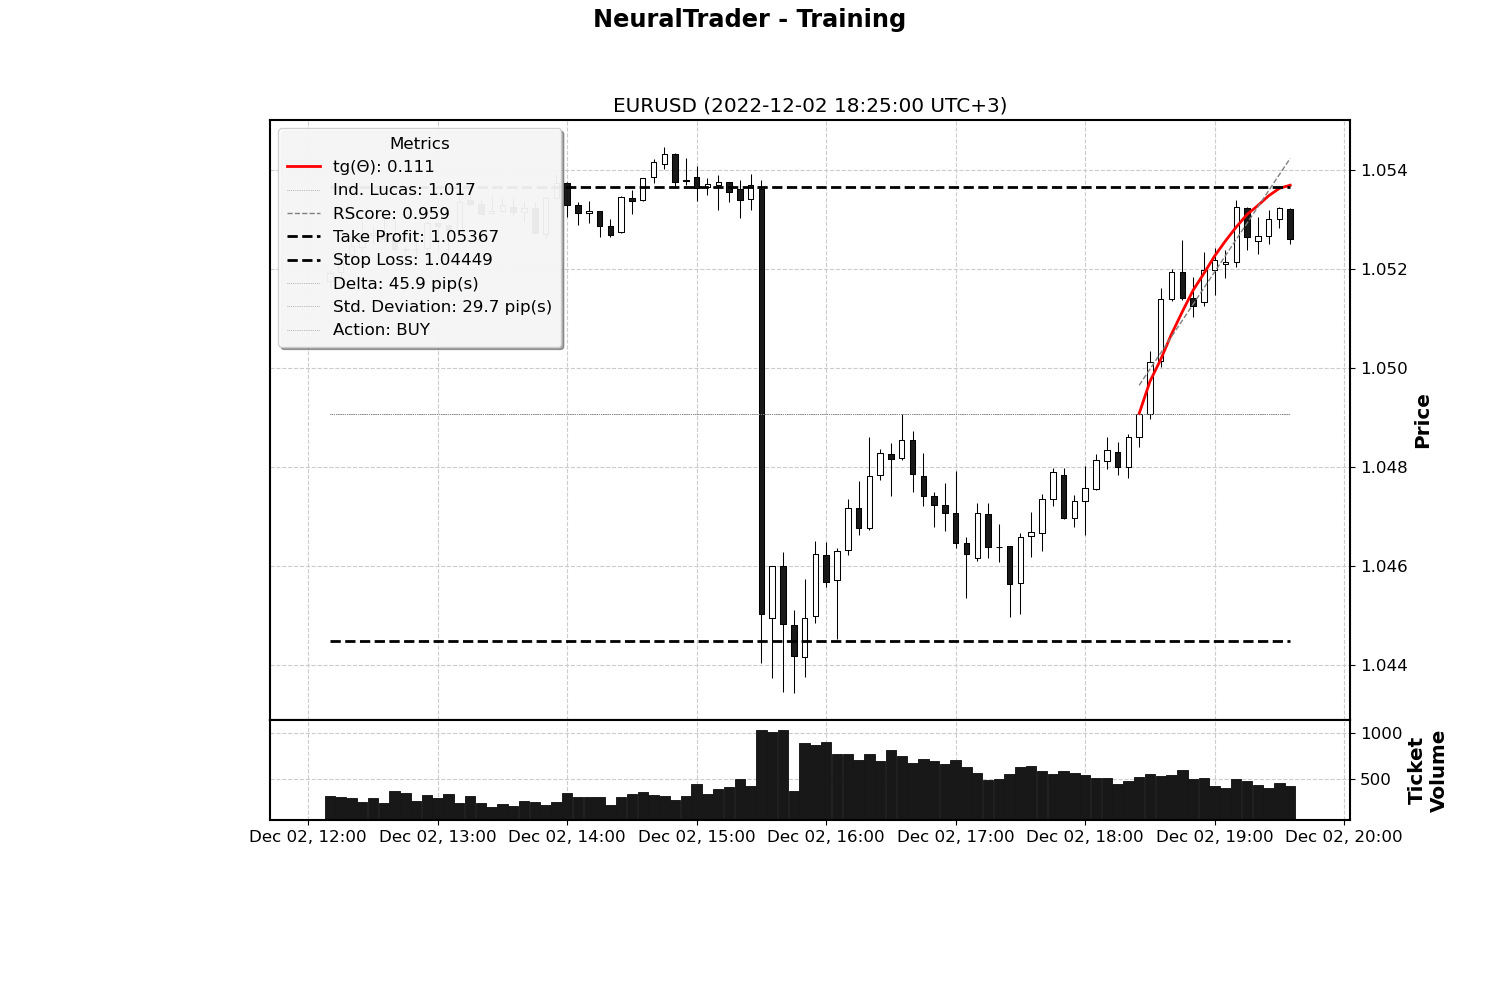 NeuralTrader - Training
EURUSD (2022-12-02 18:25:00 UTC+3)
Metrics
tg(Θ): 0.111
Ind. Lucas: 1.017
RScore: 0.959
Take Profit: 1.05367
Stop Loss: 1.04449
Delta: 45.9 pip(s)
Std. Deviation: 29.7 pip(s)
Action: BUY
1.054
1.052
1.050
1.048
1.046
1.044
Price
1000
500
Ticket
Volume
Dec 02, 12:00
Dec 02, 13:00
Dec 02, 14:00
Dec 02, 15:00
Dec 02, 16:00
Dec 02, 17:00
Dec 02, 18:00
Dec 02, 19:00
Dec 02, 20:00